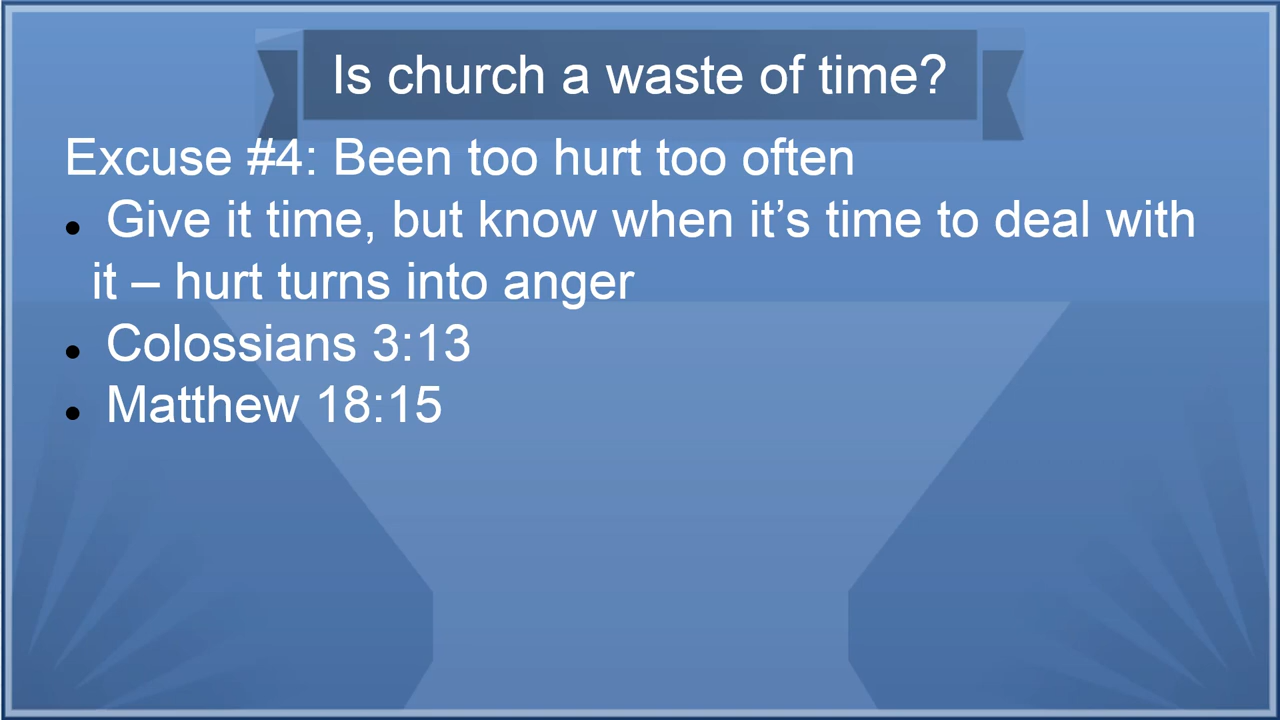 Is church a waste of time?
Excuse #4: Been too hurt too often
● Give it time, but know when it’s time to deal with
it – hurt turns into anger
● Colossians 3:13
● Matthew 18:15